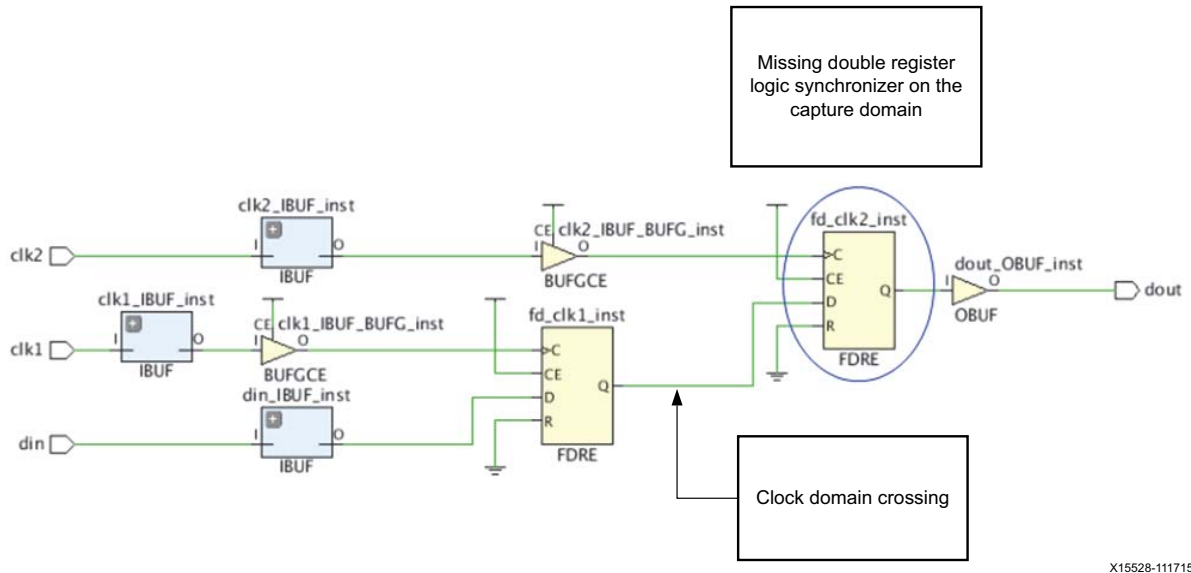 Missing double register
logic synchronizer on the
capture domain
clk2_IBUF_inst
clk2
I
O
IBUF
CE
clk2_IBUF_BUFG_inst
I
O
BUFGCE
fd_clk2_inst
C
CE
D
R
Q
FDRE
dout_OBUF_inst
I
O
OBUF
dout
clk1_IBUF_inst
clk1
I
O
IBUF
CE
clk1_IBUF_BUFG_inst
I
O
BUFGCE
fd_clk1_inst
C
CE
D
R
Q
FDRE
din_IBUF_inst
din
I
O
IBUF
Clock domain crossing
X15528-111715